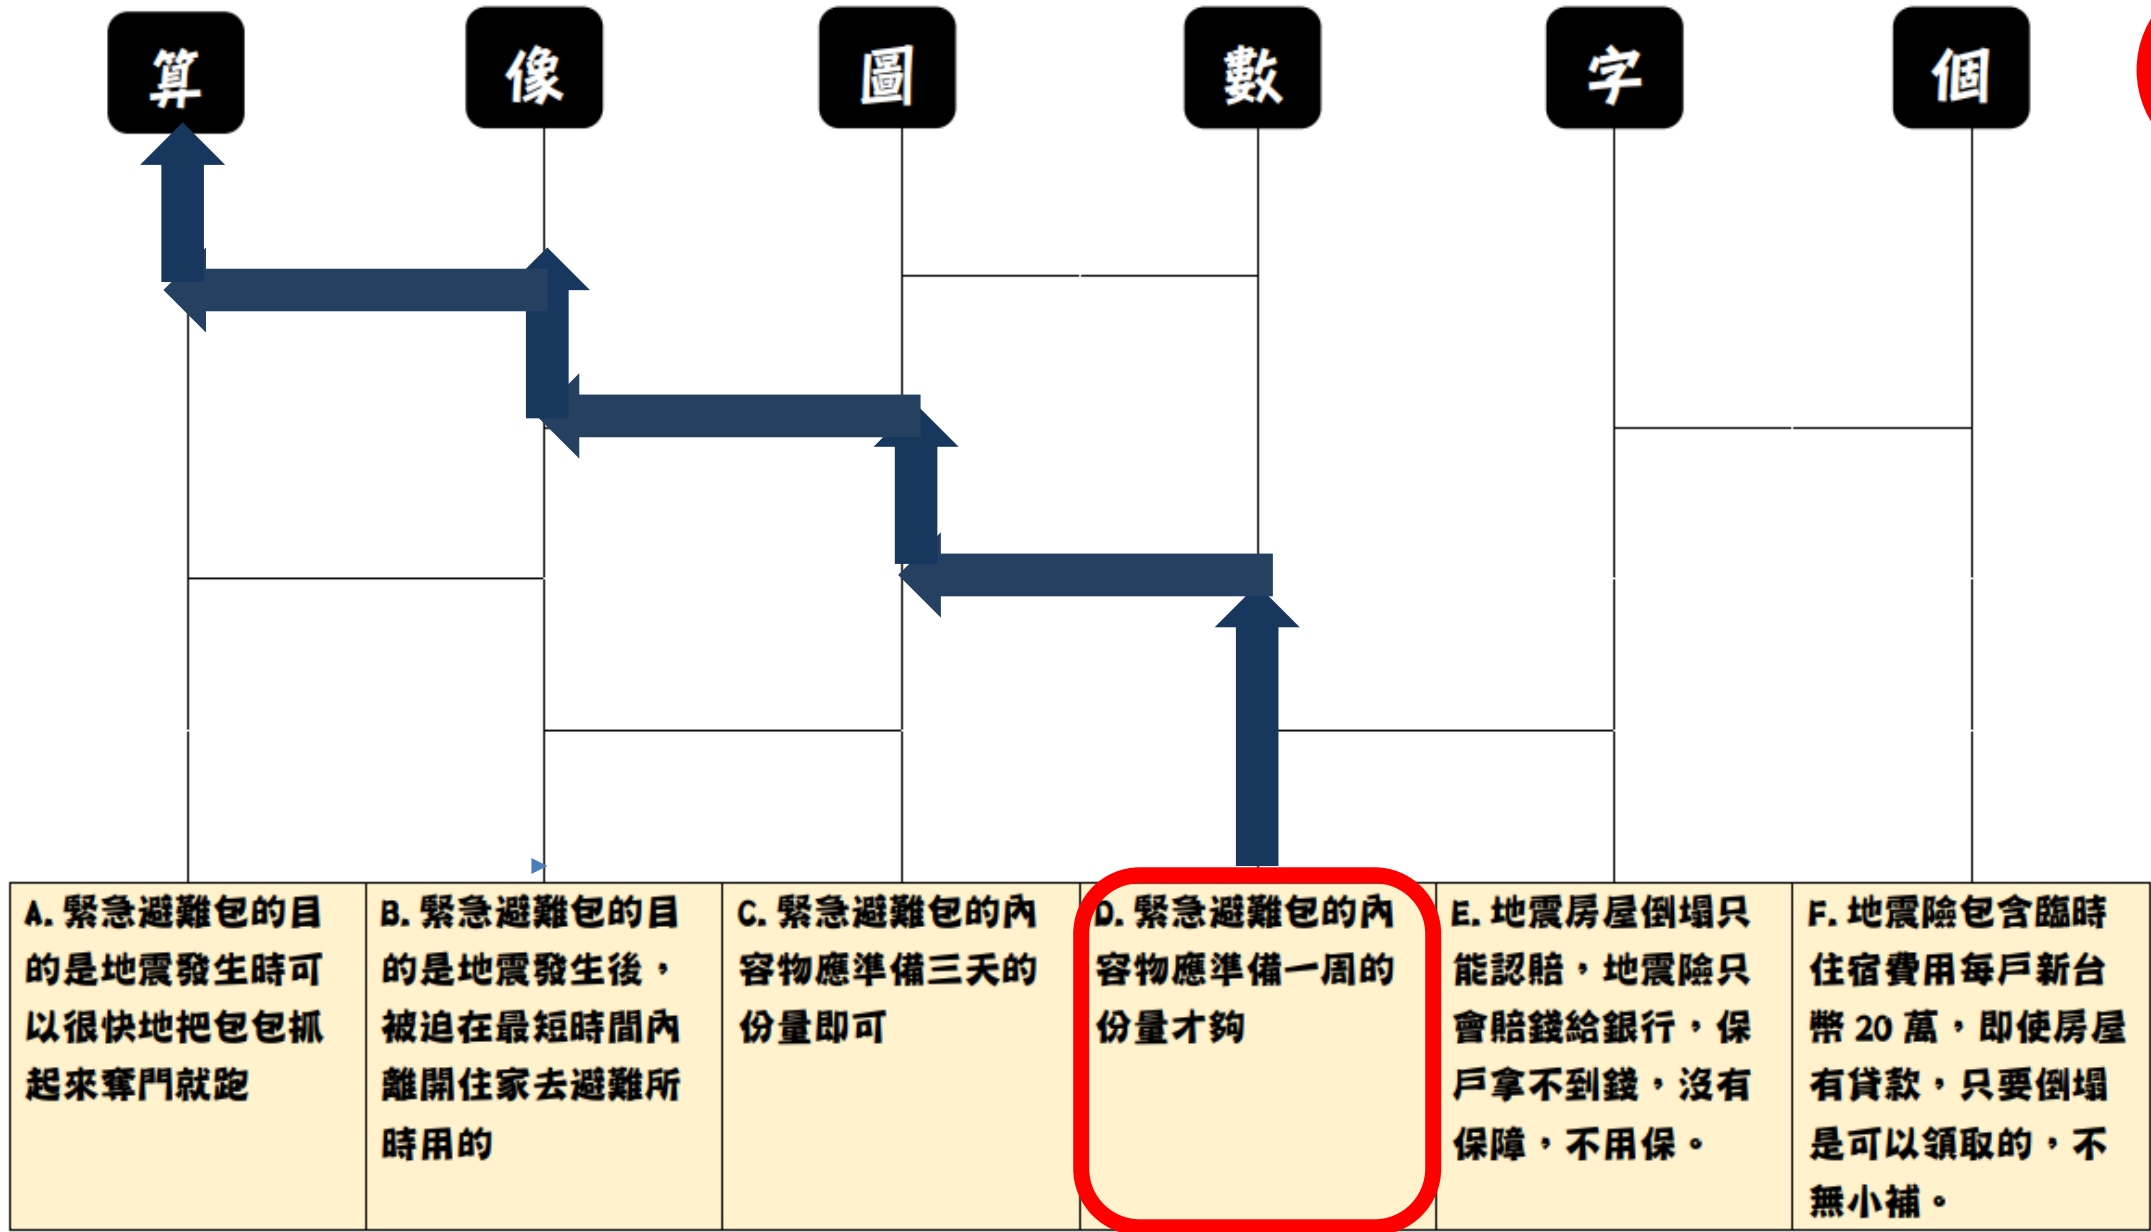 算
像
圖
數
字
個
A. 緊急避難包的目
的是地震發生時可
以很快地把包包抓
起來奪門就跑
B. 緊急避難包的目
的是地震發生後，
被迫在最短時間內
離開住家去避難所
時用的
C. 緊急避難包的內
容物應準備三天的
份量即可
D. 緊急避難包的內
容物應準備一周的
份量才夠
E. 地震房屋倒塌只
能認賠，地震險只
會賠錢給銀行，保
戶拿不到錢，沒有
保障，不用保。
F. 地震險包含臨時
住宿費用每戶新台
幣 20 萬，即使房屋
有貸款，只要倒塌
是可以領取的，不
無小補。